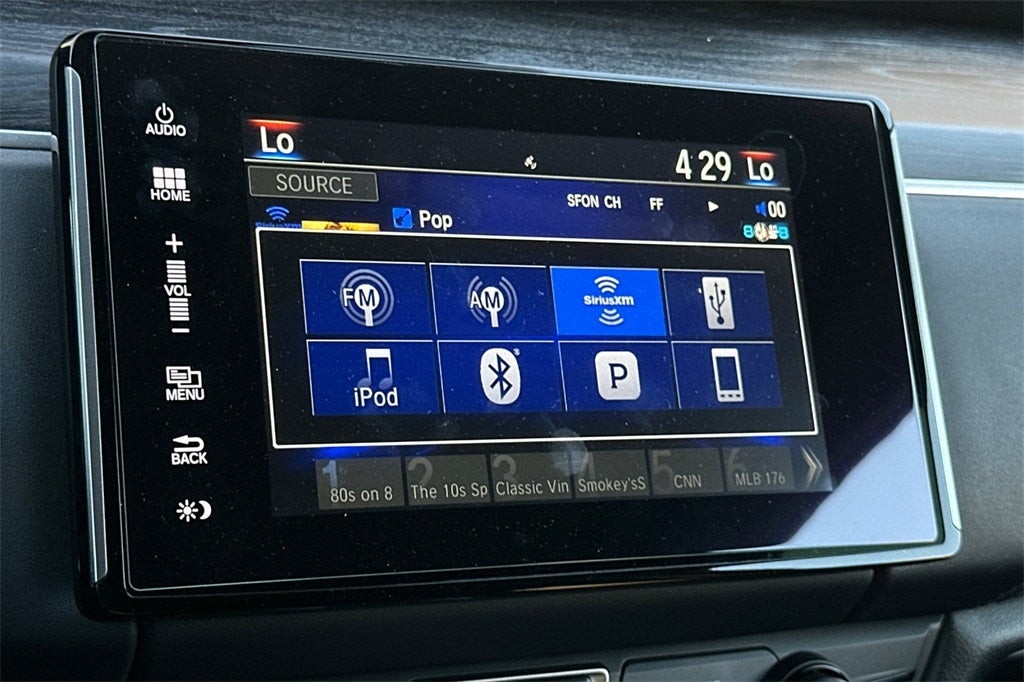 AUDIO
HOME
+
VOL
−
MENU
BACK
Lo
4 29
Lo
SOURCE
SFON CH
FF
00
Pop
FM
AM
SiriusXM
iPod
P
1
80s on 8
2
The 10s Sp
3
Classic Vin
4
Smokey'sS
5
CNN
6
MLB 176